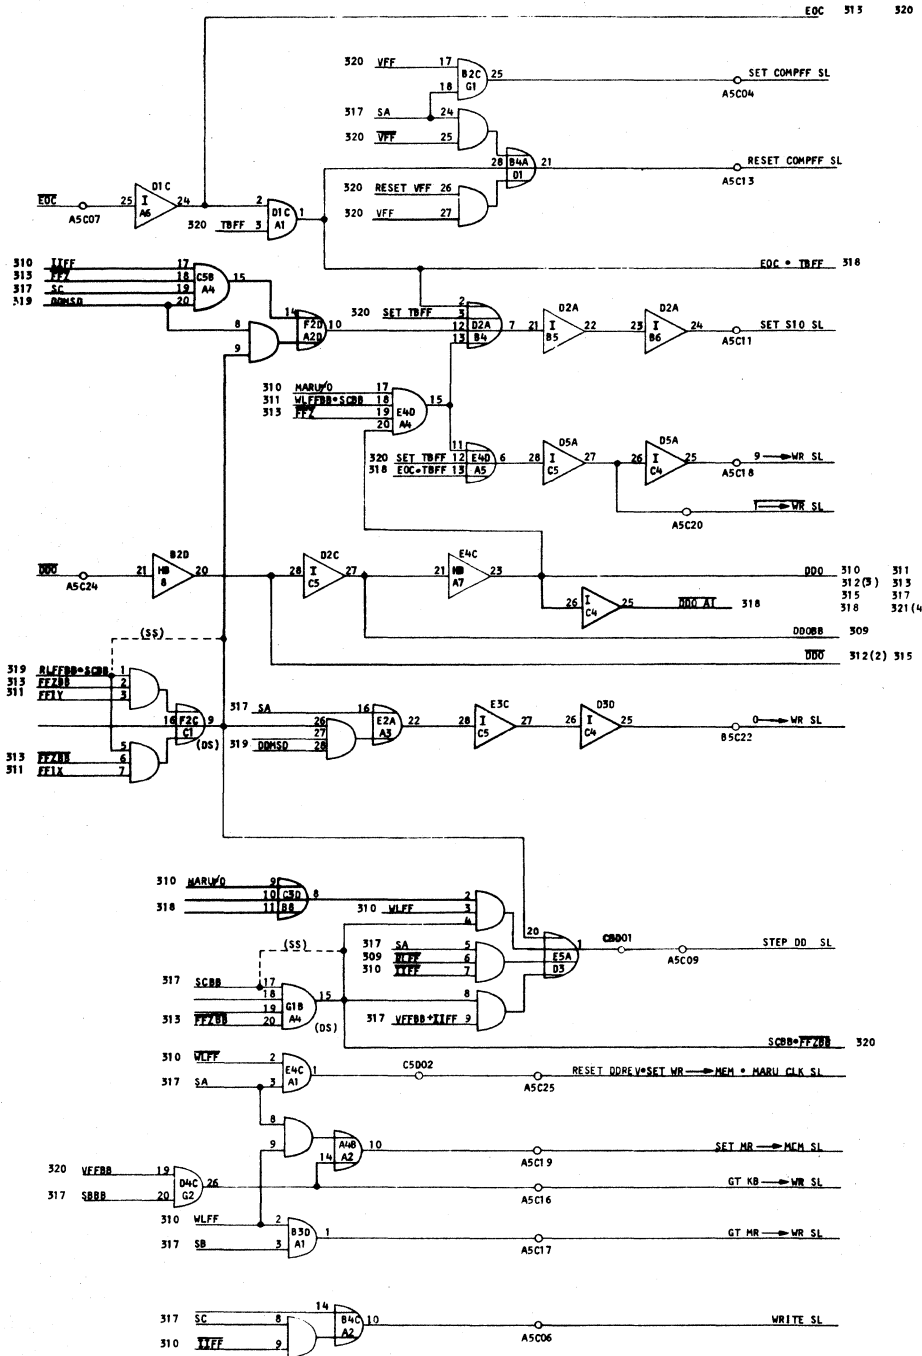 EOC 313 320
320 VFF 17 B2C G1 25 SET COMPFF SL
18 A5C04
317 SA 24
320 VFF 25
28 B4A D1 21 RESET COMPFF SL
A5C13
320 RESET VFF 26
320 VFF 27
EOC A5C07 25 D1C I A6 24
2 D1C A1 1
320 TBFF 3
EOC • TBFF 318
310 IIFF 17
313 FFZ 18 C5B A4 15
317 SC 19
319 DDMSD 20
8
9
14 F2D A2D 10
320 SET TBFF
2
3
12 D2A B4 7
13
21 D2A I B5 22
23 D2A I B6 24
A5C11 SET S10 SL
310 MARU≠0 17
311 WLFFBB•SCBB 18 E4D A4 15
313 FFZ 19
20
11
320 SET TBFF 12 E4D A5 6
318 EOC•TBFF 13
28 D5A I C5 27
26 D5A I C4 25
A5C18 9→WR SL
A5C20 1→WR SL
DDO A5C24 21 B2D HB 8 20
28 D2C I C5 27
21 E4C HB A7 23
DDO 310 311
312(3) 313
315 317
318 321(4
26 I C4 25 DDO A1 318
DDOBB 309
DDO 312(2) 315
(SS)
319 RLFFBB•SCBB 1
313 FFZBB 2
311 FF1Y 3
16 F2C C1 9
(DS)
5
313 FFZBB 6
311 FF1X 7
317 SA 16
26
27
319 DDMSD 28
E2A A3 22
28 E3C I C5 27
26 D3D I C4 25
B5C22 0→WR SL
310 MARU≠0 9
10 C3D B8 8
318 11
2
310 WLFF 3
4
317 SA 5
309 RLFF 6
310 IIFF 7
20 E5A D3 1
A5C09 STEP DD SL
8
317 VFFBB+IIFF 9
(SS)
317 SCBB 17
18
19 G1B A4 15
313 FFZBB 20
(DS)
SCBB•FFZBB 320
310 WLFF 2 E4C A1 1
317 SA 3
C5D02
A5C25 RESET DDREV•SET WR→MEM • MARU CLK SL
8
9
14 A4B A2 10
A5C19 SET MR→MEM SL
320 VFFBB 19 D4C G2 26
317 SBBB 20
A5C16 GT KB→WR SL
310 WLFF 2 B3D A1 1
317 SB 3
A5C17 GT MR→WR SL
14
317 SC 8
310 IIFF 9
B4C A2 10
A5C06 WRITE SL